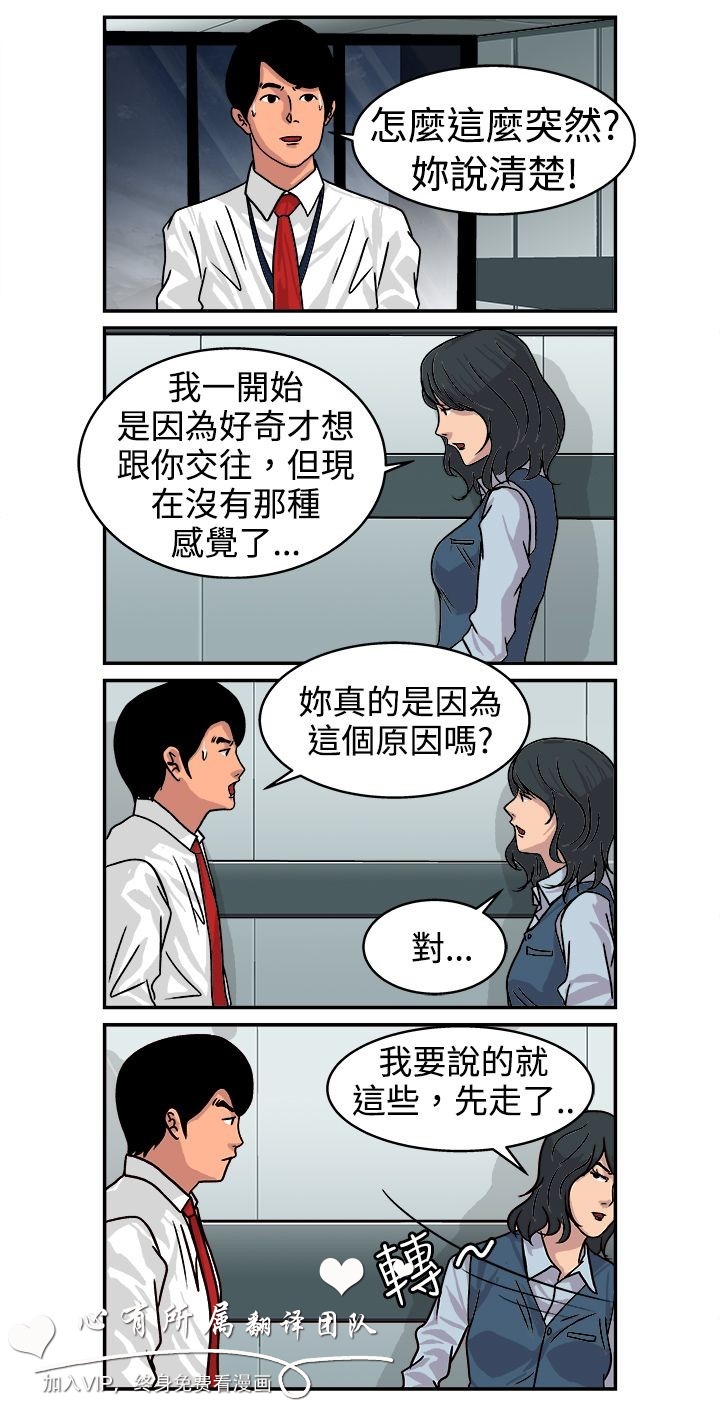 怎麼這麼突然?
妳說清楚!
我一開始
是因為好奇才想
跟你交往，但現
在沒有那種
感覺了...
妳真的是因為
這個原因嗎?
對...
我要說的就
這些，先走了..
轉~
心有所属翻译团队
加入VIP，终身免费看漫画